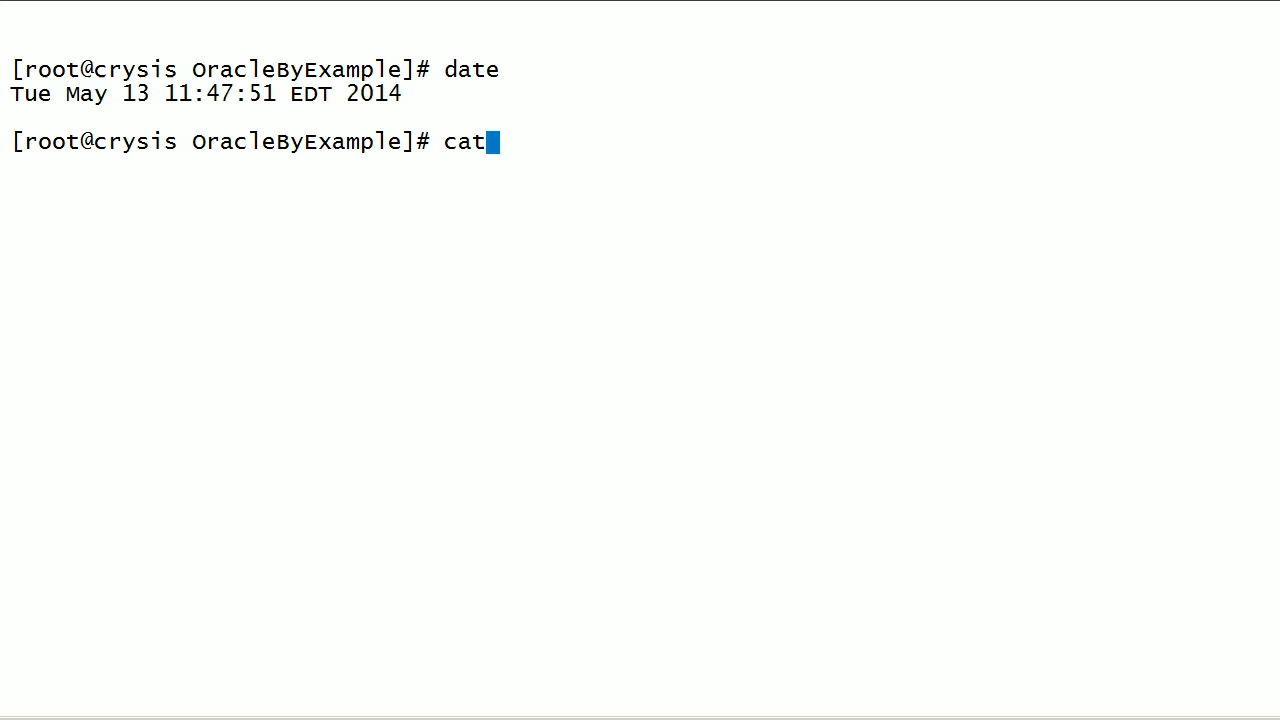 [root@crysis OracleByExample]# date
Tue May 13 11:47:51 EDT 2014
[root@crysis OracleByExample]# cat